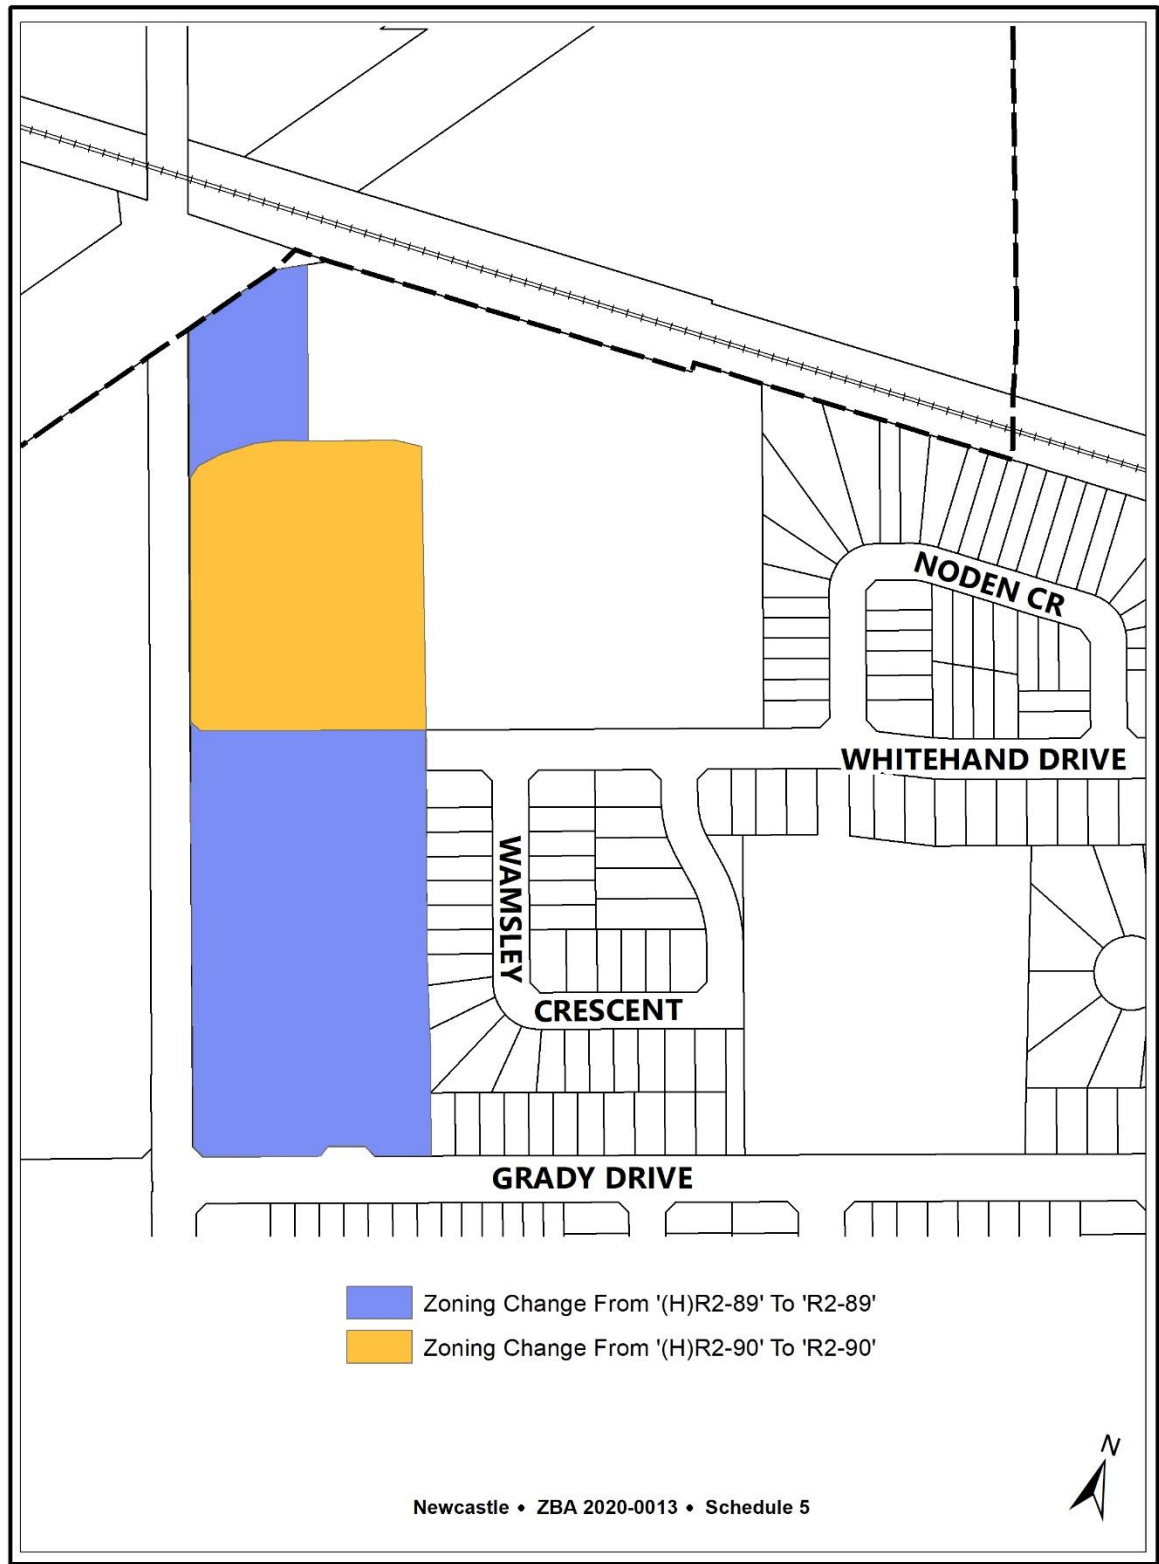 NODEN CR
WHITEHAND DRIVE
WAMSLEY
CRESCENT
GRADY DRIVE
Zoning Change From '(H)R2-89' To 'R2-89'
Zoning Change From '(H)R2-90' To 'R2-90'
N
Newcastle • ZBA 2020-0013 • Schedule 5